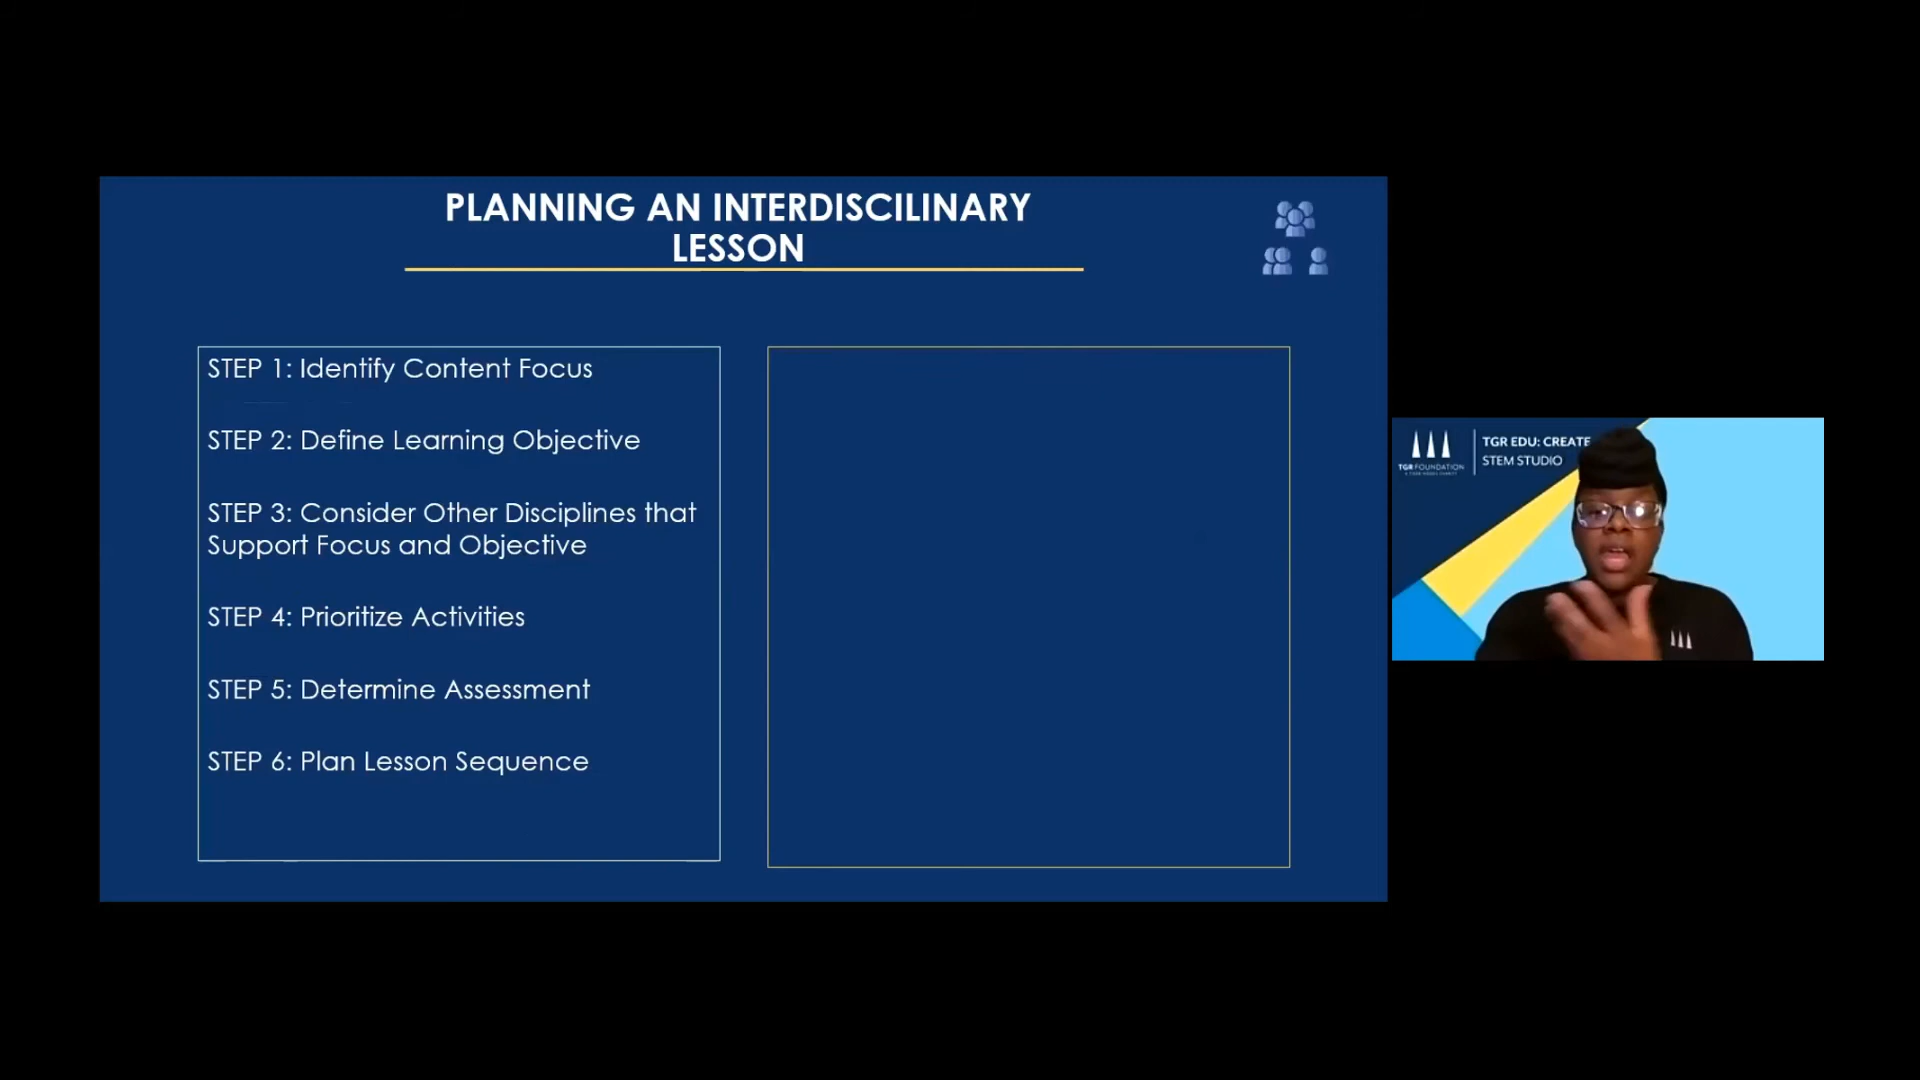 PLANNING AN INTERDISCILINARY
LESSON
STEP 1: Identify Content Focus
STEP 2: Define Learning Objective
STEP 3: Consider Other Disciplines that
Support Focus and Objective
STEP 4: Prioritize Activities
STEP 5: Determine Assessment
STEP 6: Plan Lesson Sequence
TGR EDU: CREATE
STEM STUDIO
TGR FOUNDATION